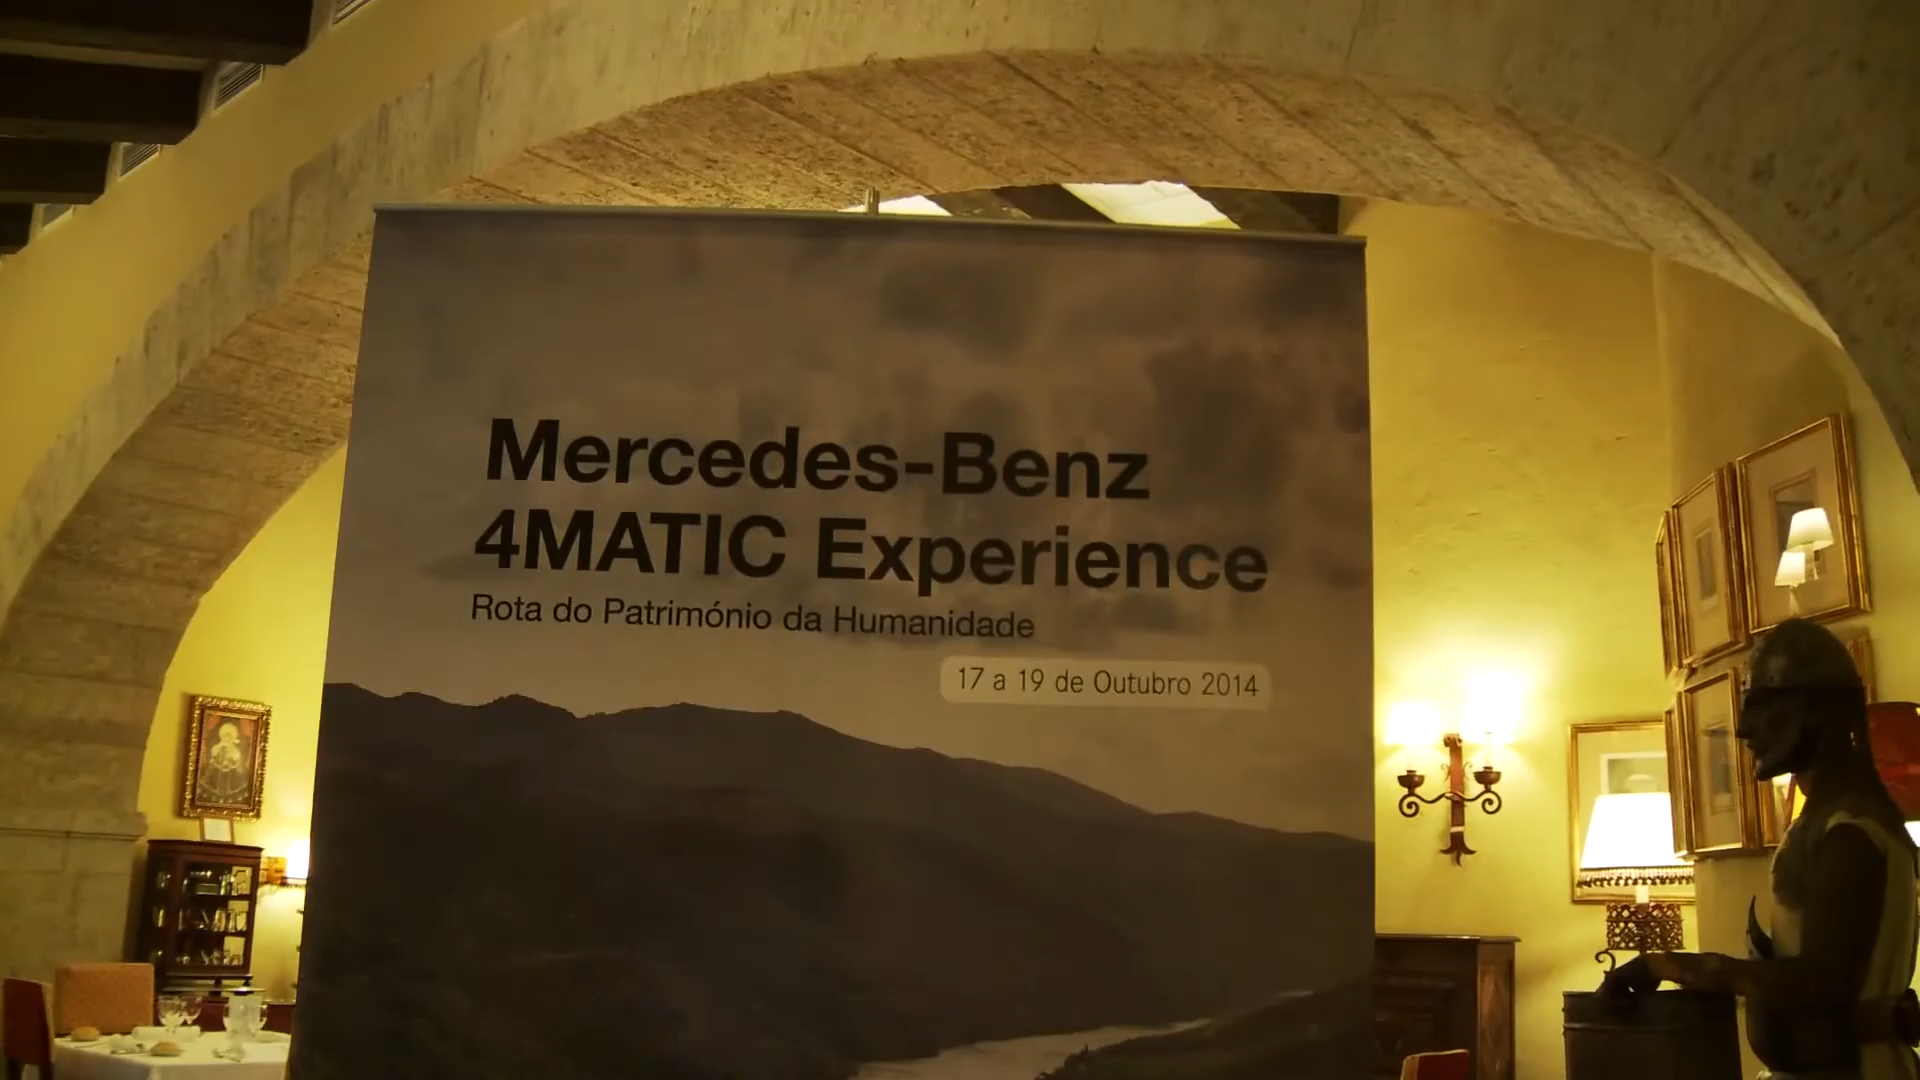 Mercedes-Benz
4MATIC Experience
Rota do Património da Humanidade
17 a 19 de Outubro 2014